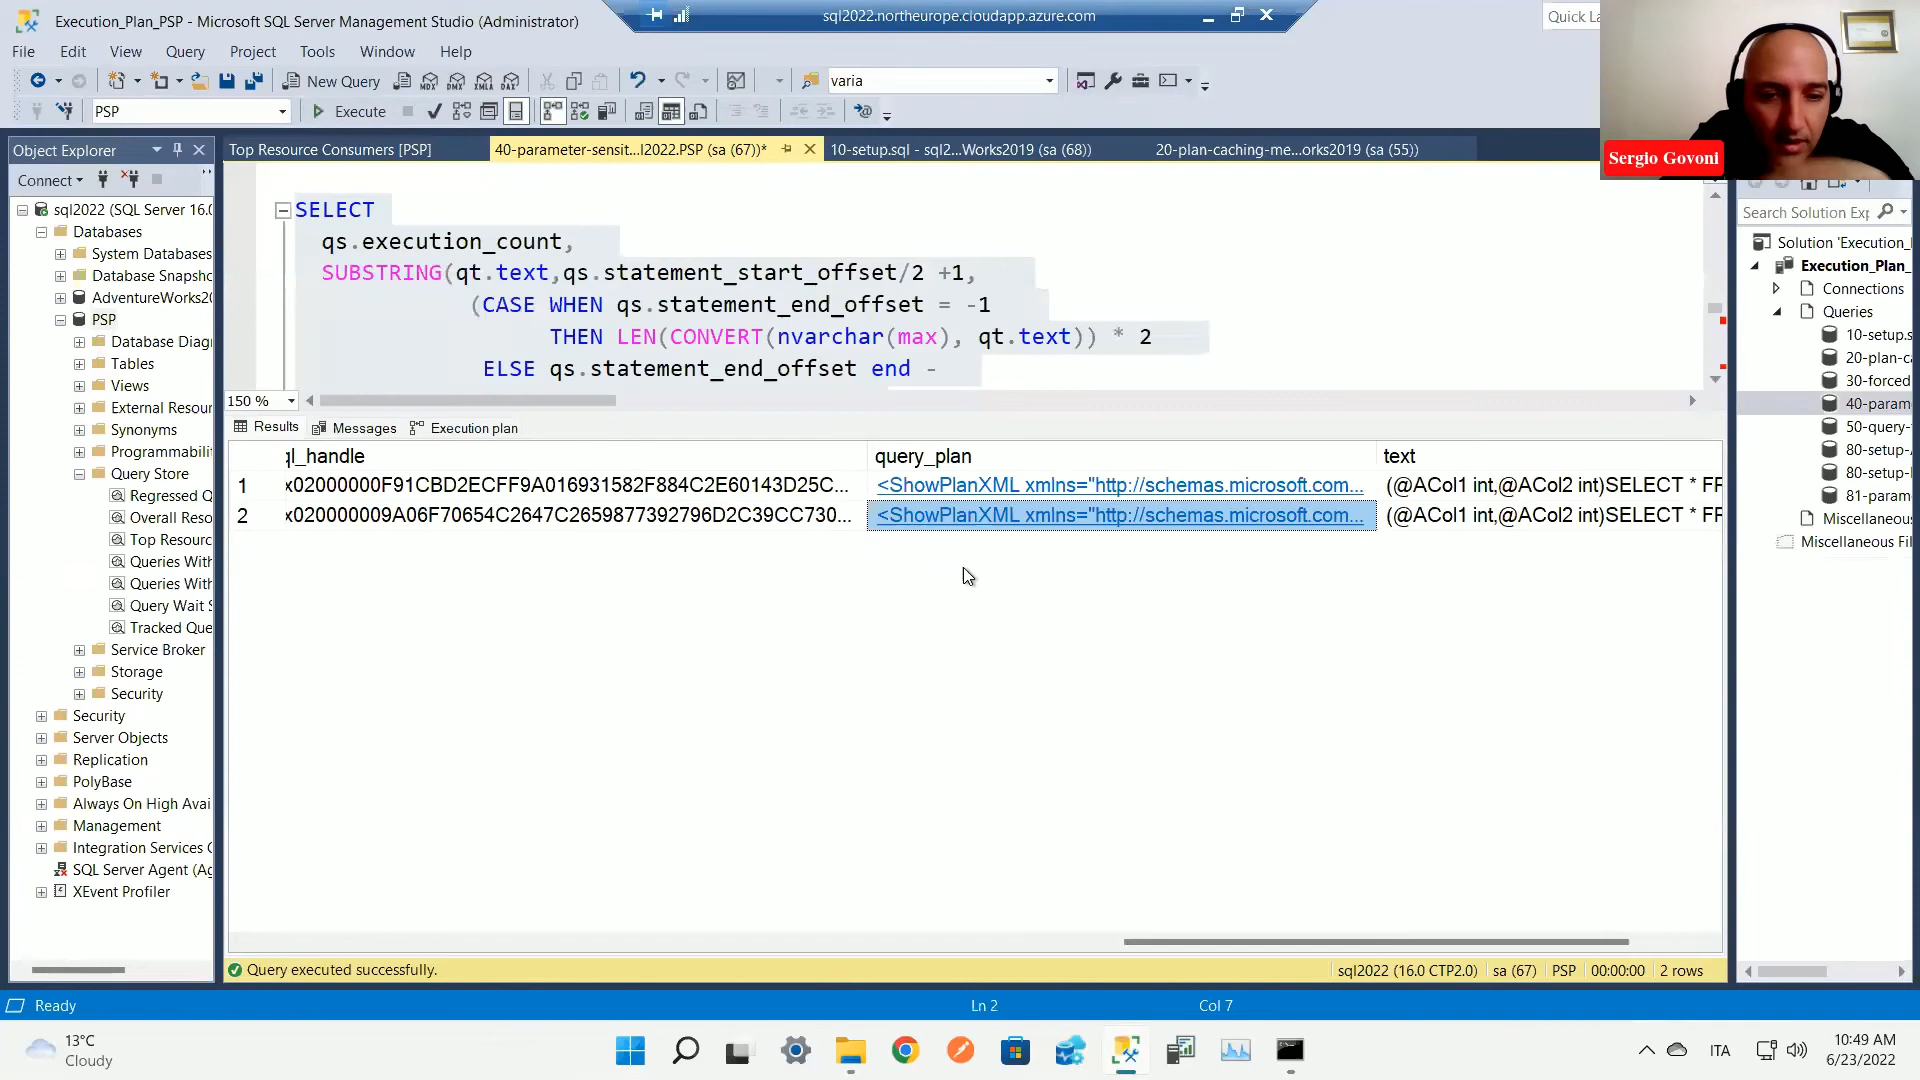 Execution_Plan_PSP - Microsoft SQL Server Management Studio (Administrator)
sql2022.northeurope.cloudapp.azure.com
Quick La
File Edit View Query Project Tools Window Help
New Query
MDX DMX XMLA DAX
varia
PSP
Execute
Sergio Govoni
Object Explorer
Top Resource Consumers [PSP]
40-parameter-sensit...l2022.PSP (sa (67))*
10-setup.sql - sql2...Works2019 (sa (68))
20-plan-caching-me...orks2019 (sa (55))
Connect
sql2022 (SQL Server 16.0
Databases
System Databases
Database Snapsho
AdventureWorks20
PSP
Database Diag
Tables
Views
External Resour
Synonyms
Programmabilit
Query Store
Regressed Q
Overall Reso
Top Resourc
Queries With
Queries With
Query Wait S
Tracked Que
Service Broker
Storage
Security
Security
Server Objects
Replication
PolyBase
Always On High Avai
Management
Integration Services C
SQL Server Agent (Ag
XEvent Profiler
SELECT
qs.execution_count,
SUBSTRING(qt.text,qs.statement_start_offset/2 +1,
(CASE WHEN qs.statement_end_offset = -1
THEN LEN(CONVERT(nvarchar(max), qt.text)) * 2
ELSE qs.statement_end_offset end -
150 %
Results Messages Execution plan
ql_handle query_plan text
1 x02000000F91CBD2ECFF9A016931582F884C2E60143D25C... <ShowPlanXML xmlns="http://schemas.microsoft.com... (@ACol1 int,@ACol2 int)SELECT * FR
2 x020000009A06F70654C2647C2659877392796D2C39CC730... <ShowPlanXML xmlns="http://schemas.microsoft.com... (@ACol1 int,@ACol2 int)SELECT * FR
Query executed successfully.
sql2022 (16.0 CTP2.0) sa (67) PSP 00:00:00 2 rows
Search Solution Exp
Solution 'Execution_
Execution_Plan_
Connections
Queries
10-setup.s
20-plan-ca
30-forced
40-param
50-query-
80-setup-
80-setup-
81-param
Miscellaneou
Miscellaneous Fil
Ready
Ln 2
Col 7
13°C
Cloudy
ITA
10:49 AM
6/23/2022